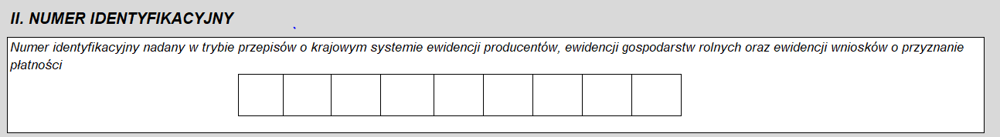 II. NUMER IDENTYFIKACYJNY
Numer identyfikacyjny nadany w trybie przepisów o krajowym systemie ewidencji producentów, ewidencji gospodarstw rolnych oraz ewidencji wniosków o przyznanie
płatności